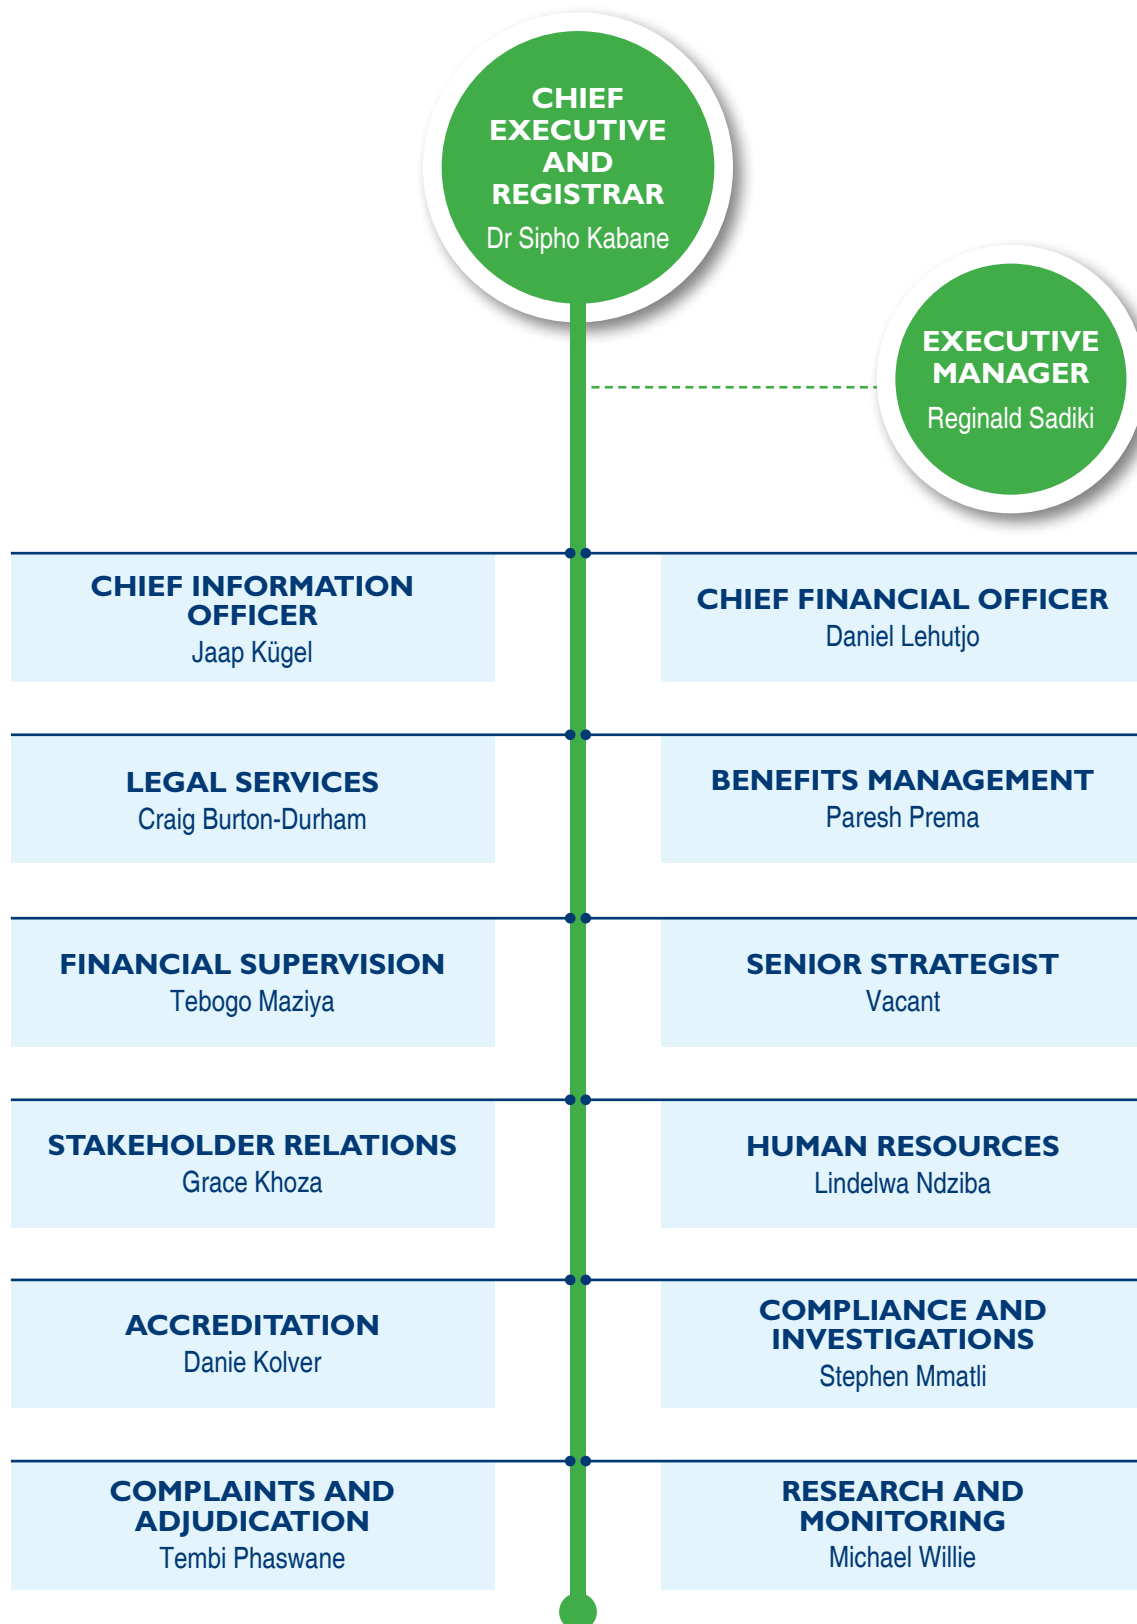 CHIEF
EXECUTIVE
AND
REGISTRAR
Dr Sipho Kabane
EXECUTIVE
MANAGER
Reginald Sadiki
CHIEF INFORMATION
OFFICER
Jaap Kügel
CHIEF FINANCIAL OFFICER
Daniel Lehutjo
LEGAL SERVICES
Craig Burton-Durham
BENEFITS MANAGEMENT
Paresh Prema
FINANCIAL SUPERVISION
Tebogo Maziya
SENIOR STRATEGIST
Vacant
STAKEHOLDER RELATIONS
Grace Khoza
HUMAN RESOURCES
Lindelwa Ndziba
ACCREDITATION
Danie Kolver
COMPLIANCE AND
INVESTIGATIONS
Stephen Mmatli
COMPLAINTS AND
ADJUDICATION
Tembi Phaswane
RESEARCH AND
MONITORING
Michael Willie